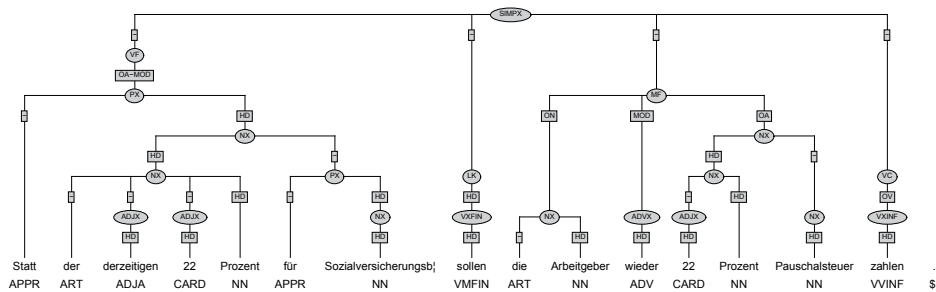 SIMPX
– – – –
VF
OA–MOD
PX MF
– HD ON MOD OA
NX NX
HD – HD –
NX PX LK NX VC
– – – HD – HD HD – HD OV
ADJX ADJX NX VXFIN NX ADVX ADJX NX VXINF
HD HD HD HD – HD HD HD HD HD
Statt der derzeitigen 22 Prozent für Sozialversicherungsb¦ sollen die Arbeitgeber wieder 22 Prozent Pauschalsteuer zahlen .
APPR ART ADJA CARD NN APPR NN VMFIN ART NN ADV CARD NN NN VVINF $